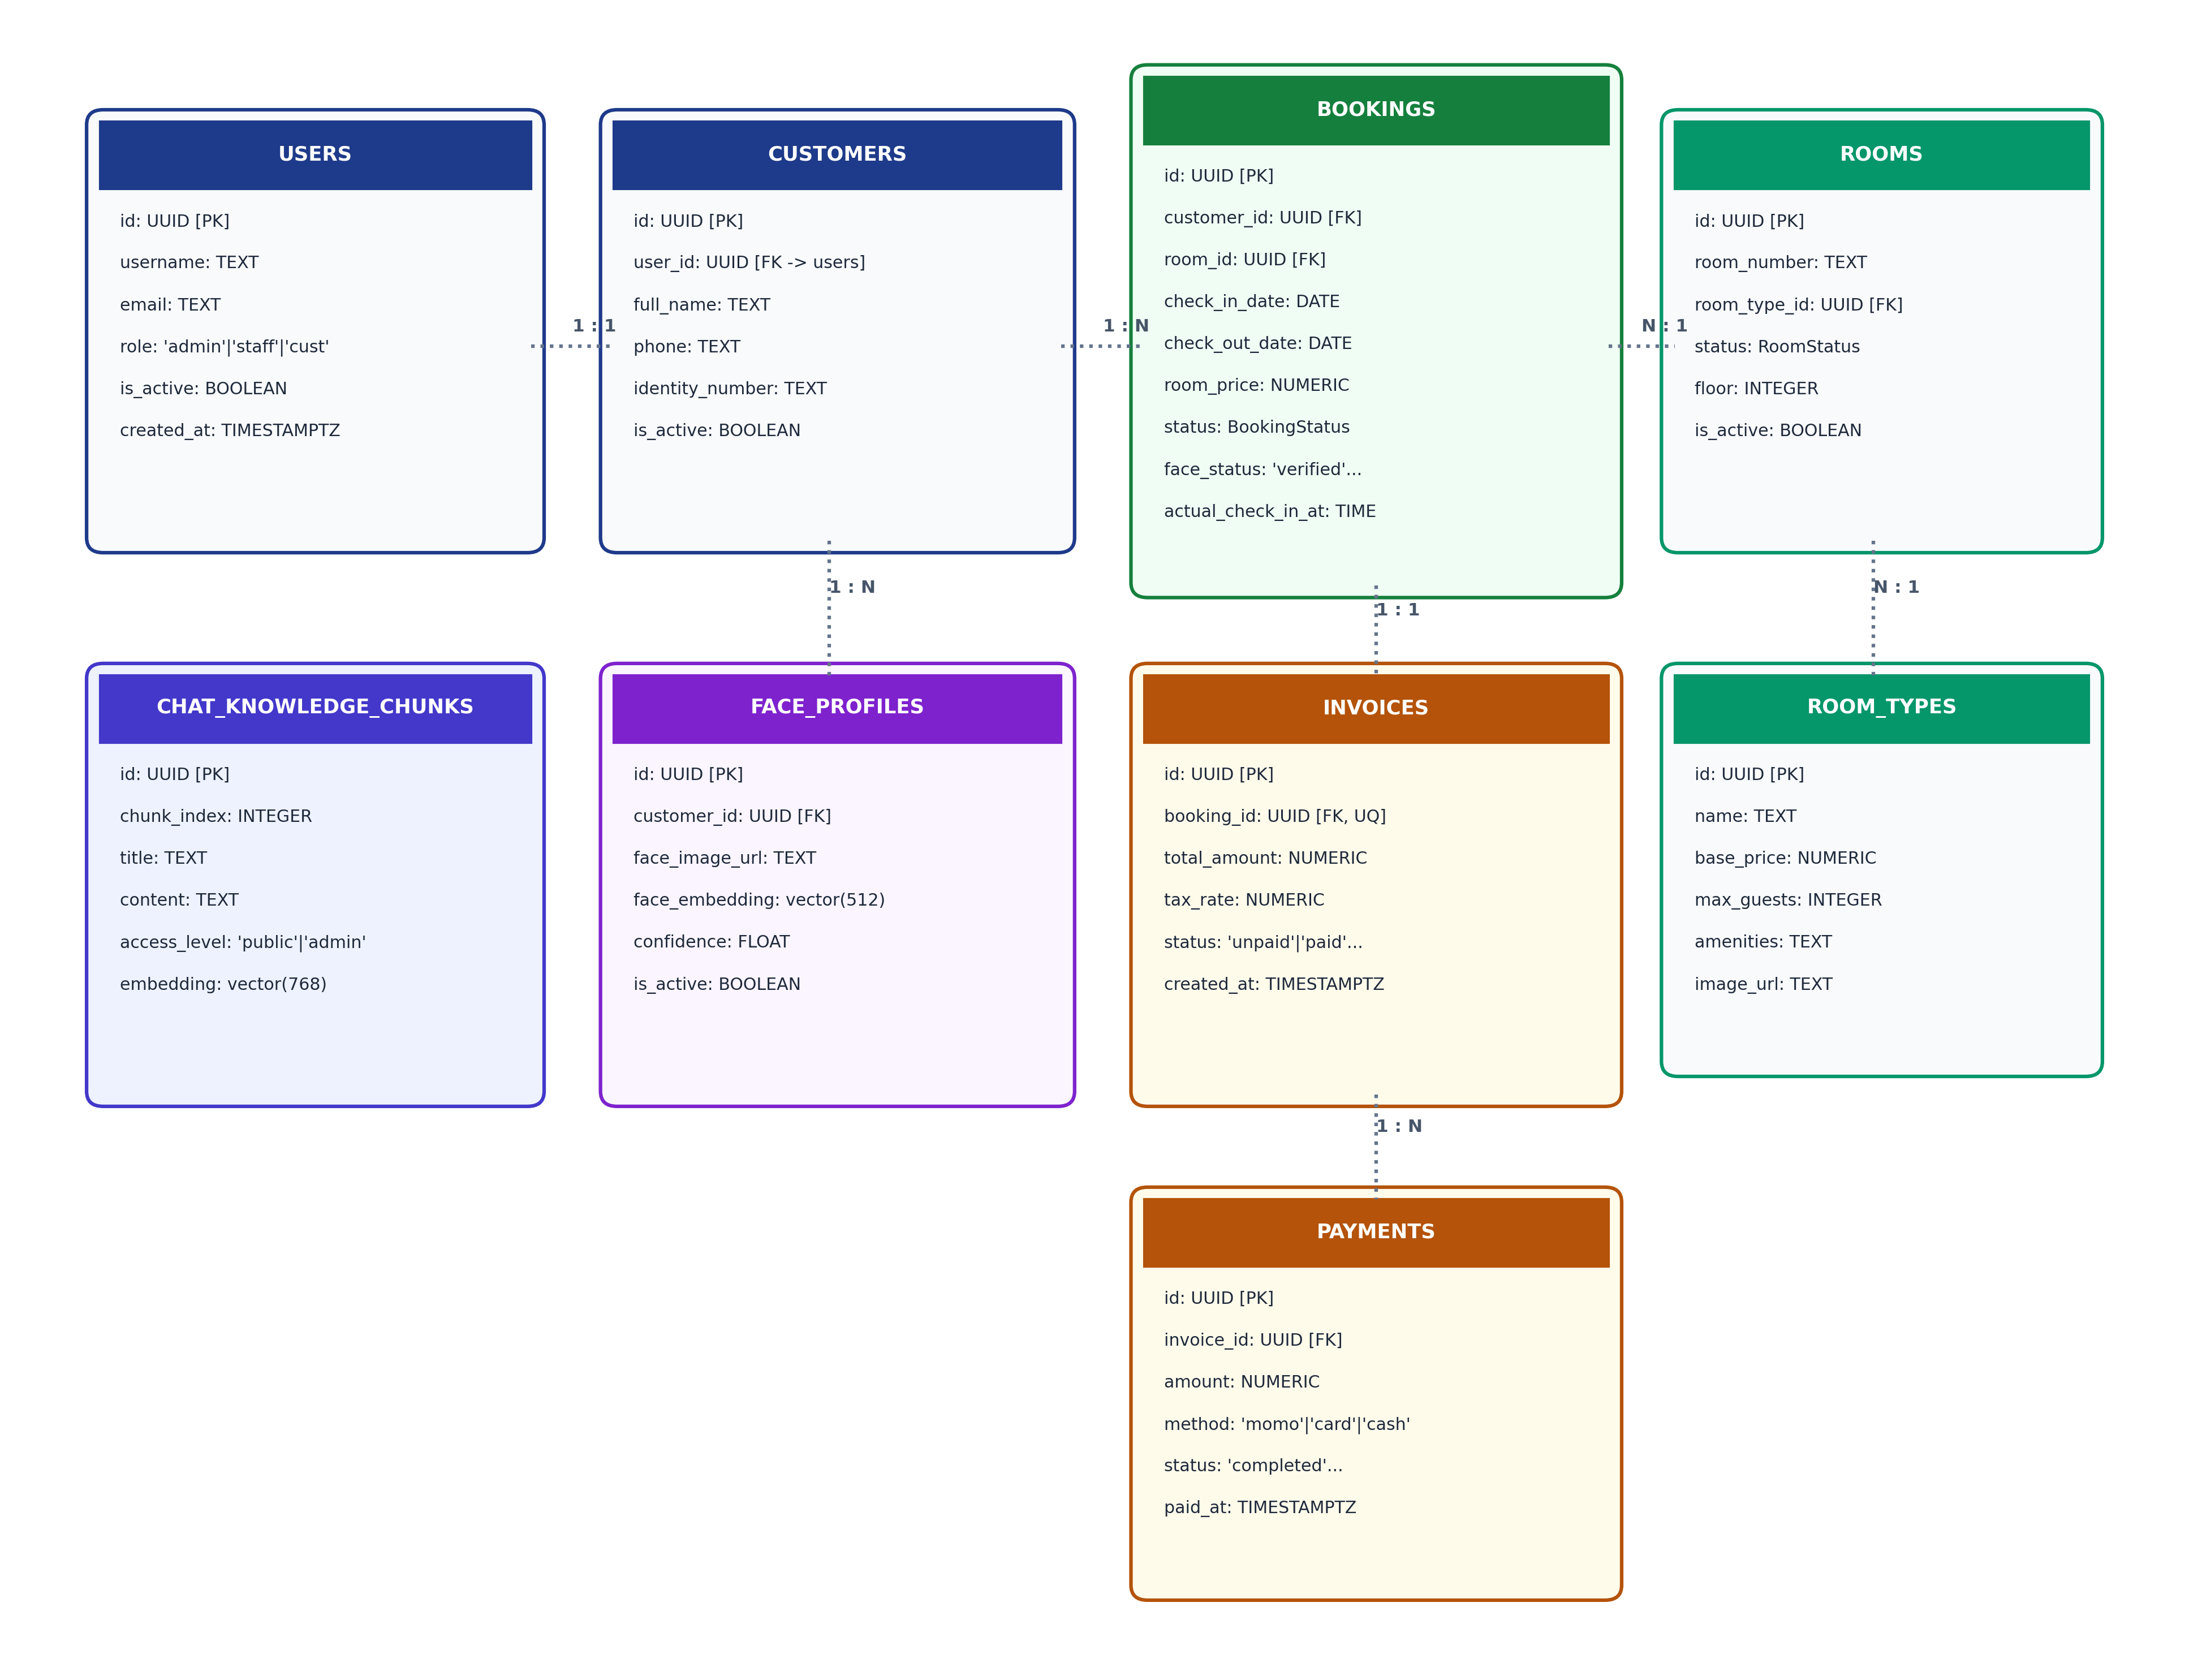 USERS
id: UUID [PK]
username: TEXT
email: TEXT
role: 'admin'|'staff'|'cust'
is_active: BOOLEAN
created_at: TIMESTAMPTZ
1 : 1
CUSTOMERS
id: UUID [PK]
user_id: UUID [FK -> users]
full_name: TEXT
phone: TEXT
identity_number: TEXT
is_active: BOOLEAN
1 : N
BOOKINGS
id: UUID [PK]
customer_id: UUID [FK]
room_id: UUID [FK]
check_in_date: DATE
check_out_date: DATE
room_price: NUMERIC
status: BookingStatus
face_status: 'verified'...
actual_check_in_at: TIME
N : 1
ROOMS
id: UUID [PK]
room_number: TEXT
room_type_id: UUID [FK]
status: RoomStatus
floor: INTEGER
is_active: BOOLEAN
1 : N
1 : 1
N : 1
CHAT_KNOWLEDGE_CHUNKS
id: UUID [PK]
chunk_index: INTEGER
title: TEXT
content: TEXT
access_level: 'public'|'admin'
embedding: vector(768)
FACE_PROFILES
id: UUID [PK]
customer_id: UUID [FK]
face_image_url: TEXT
face_embedding: vector(512)
confidence: FLOAT
is_active: BOOLEAN
INVOICES
id: UUID [PK]
booking_id: UUID [FK, UQ]
total_amount: NUMERIC
tax_rate: NUMERIC
status: 'unpaid'|'paid'...
created_at: TIMESTAMPTZ
ROOM_TYPES
id: UUID [PK]
name: TEXT
base_price: NUMERIC
max_guests: INTEGER
amenities: TEXT
image_url: TEXT
1 : N
PAYMENTS
id: UUID [PK]
invoice_id: UUID [FK]
amount: NUMERIC
method: 'momo'|'card'|'cash'
status: 'completed'...
paid_at: TIMESTAMPTZ